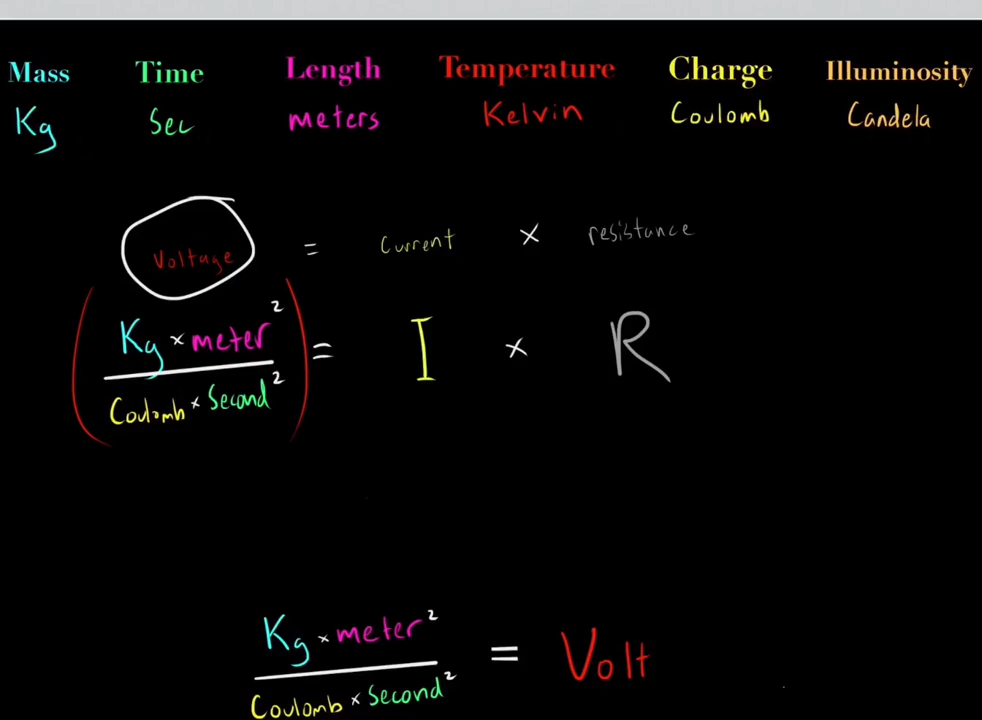 Mass Time Length Temperature Charge Illuminosity
Kg Sec meters Kelvin Coulomb Candela
Voltage = Current × resistance
Kg × meter² = I × R
Coulomb × Second²
Kg × meter² = Volt
Coulomb × Second²